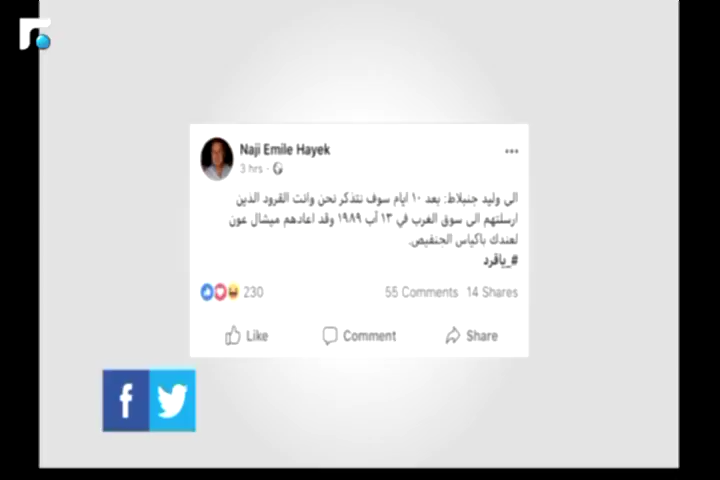 Naji Emile Hayek
3 hrs ·
الى وليد جنبلاط: بعد ١٠ ايام سوف نتذكر نحن وانت القرود الذين
ارسلتهم الى سوق الغرب في ١٣ آب ١٩٨٩ وقد اعادهم ميشال عون
لعندك باكياس الجنفيص.
#_ياقرد
230 55 Comments 14 Shares
Like Comment Share